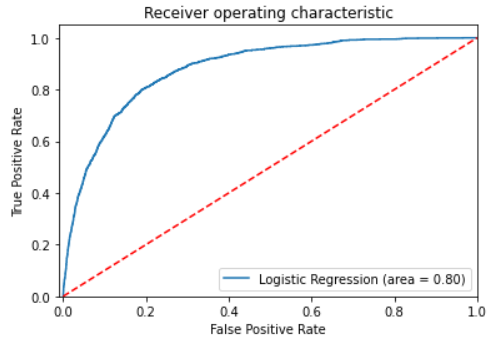 Receiver operating characteristic
1.0
0.8
0.6
0.4
0.2
0.0
True Positive Rate
Logistic Regression (area = 0.80)
0.0 0.2 0.4 0.6 0.8 1.0
False Positive Rate